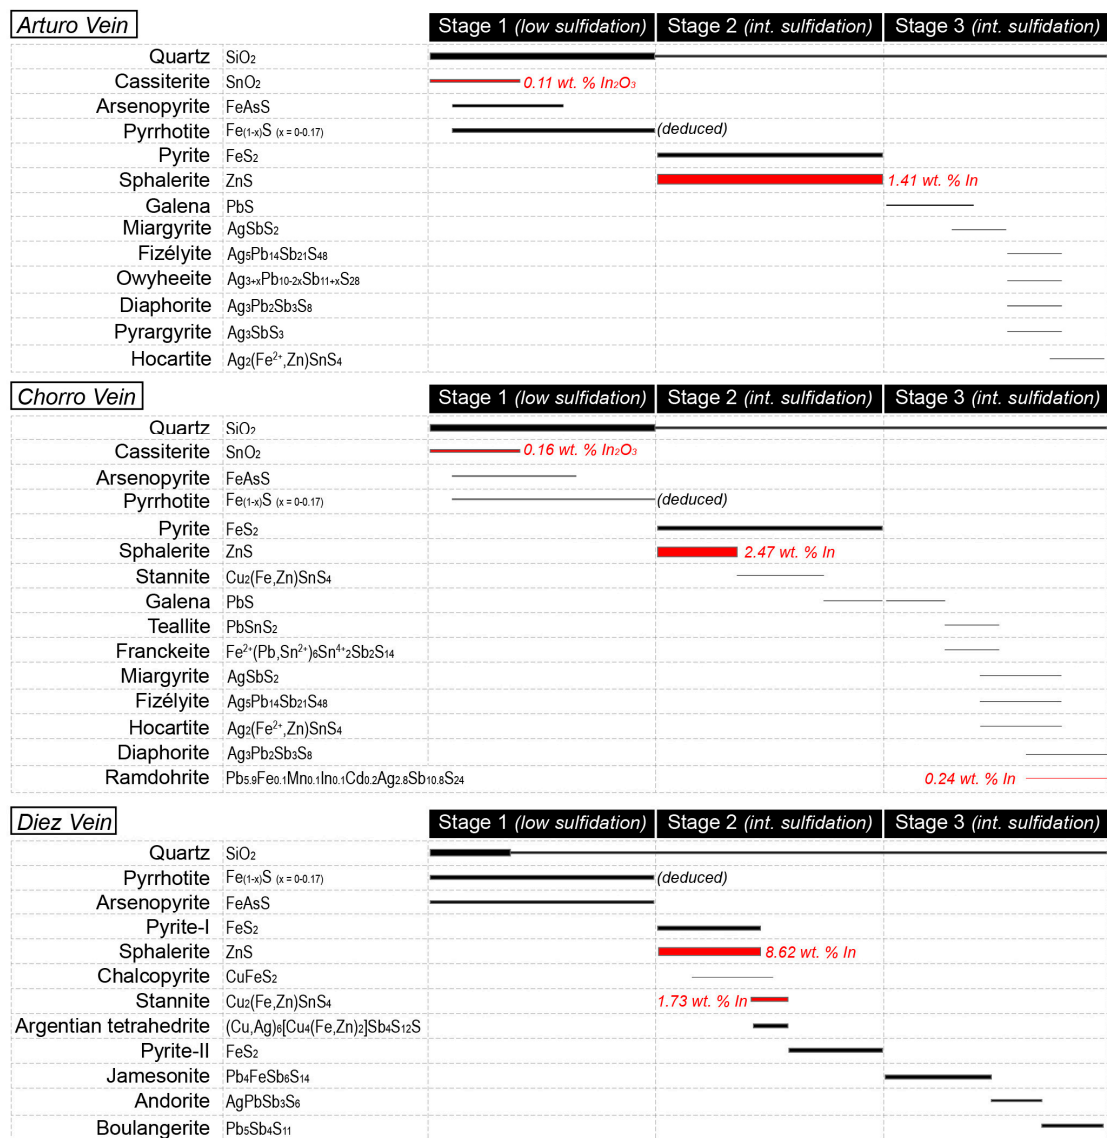 Arturo Vein
Stage 1 (low sulfidation) Stage 2 (int. sulfidation) Stage 3 (int. sulfidation)
Quartz SiO₂
Cassiterite SnO₂ 0.11 wt. % In₂O₃
Arsenopyrite FeAsS
Pyrrhotite Fe₍₁₋ₓ₎S (x = 0-0.17) (deduced)
Pyrite FeS₂
Sphalerite ZnS 1.41 wt. % In
Galena PbS
Miargyrite AgSbS₂
Fizélyite Ag₅Pb₁₄Sb₂₁S₄₈
Owyheeite Ag₃₊ₓPb₁₀₋₂ₓSb₁₁₊ₓS₂₈
Diaphorite Ag₃Pb₂Sb₃S₈
Pyrargyrite Ag₃SbS₃
Hocartite Ag₂(Fe²⁺,Zn)SnS₄
Chorro Vein
Stage 1 (low sulfidation) Stage 2 (int. sulfidation) Stage 3 (int. sulfidation)
Quartz SiO₂
Cassiterite SnO₂ 0.16 wt. % In₂O₃
Arsenopyrite FeAsS
Pyrrhotite Fe₍₁₋ₓ₎S (x = 0-0.17) (deduced)
Pyrite FeS₂
Sphalerite ZnS 2.47 wt. % In
Stannite Cu₂(Fe,Zn)SnS₄
Galena PbS
Teallite PbSnS₂
Franckeite Fe²⁺(Pb,Sn²⁺)₆Sn⁴⁺₂Sb₂S₁₄
Miargyrite AgSbS₂
Fizélyite Ag₅Pb₁₄Sb₂₁S₄₈
Hocartite Ag₂(Fe²⁺,Zn)SnS₄
Diaphorite Ag₃Pb₂Sb₃S₈
Ramdohrite Pb₅.₉Fe₀.₁Mn₀.₁In₀.₁Cd₀.₂Ag₂.₈Sb₁₀.₈S₂₄ 0.24 wt. % In
Diez Vein
Stage 1 (low sulfidation) Stage 2 (int. sulfidation) Stage 3 (int. sulfidation)
Quartz SiO₂
Pyrrhotite Fe₍₁₋ₓ₎S (x = 0-0.17) (deduced)
Arsenopyrite FeAsS
Pyrite-I FeS₂
Sphalerite ZnS 8.62 wt. % In
Chalcopyrite CuFeS₂
Stannite Cu₂(Fe,Zn)SnS₄ 1.73 wt. % In
Argentian tetrahedrite (Cu,Ag)₆[Cu₄(Fe,Zn)₂]Sb₄S₁₂S
Pyrite-II FeS₂
Jamesonite Pb₄FeSb₆S₁₄
Andorite AgPbSb₃S₆
Boulangerite Pb₅Sb₄S₁₁